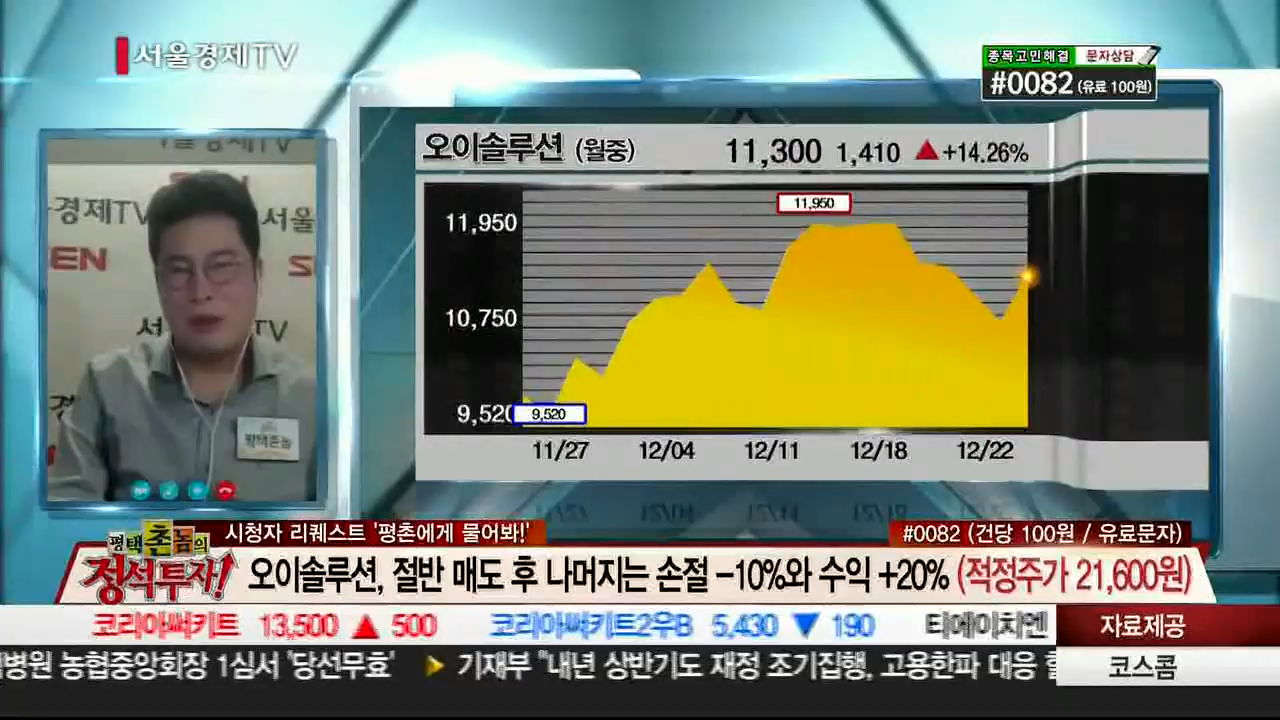 서울경제TV
종목고민해결 문자상담
#0082 (유료 100원)
오이솔루션 (월중) 11,300 1,410 ▲+14.26%
11,950
11,950
10,750
9,520
9,520
11/27 12/04 12/11 12/18 12/22
경제TV 서울
EN
서울 TV
평택촌놈
평택촌놈의 정석투자!
시청자 리퀘스트 '평촌에게 물어봐!'
#0082 (건당 100원 / 유료문자)
오이솔루션, 절반 매도 후 나머지는 손절 -10%와 수익 +20% (적정주가 21,600원)
코리아써키트 13,500 ▲ 500 코리아써키트2우B 5,430 ▼ 190 티에이치엔
자료제공
병원 농협중앙회장 1심서 '당선무효' ▶ 기재부 "내년 상반기도 재정 조기집행, 고용한파 대응
코스콤